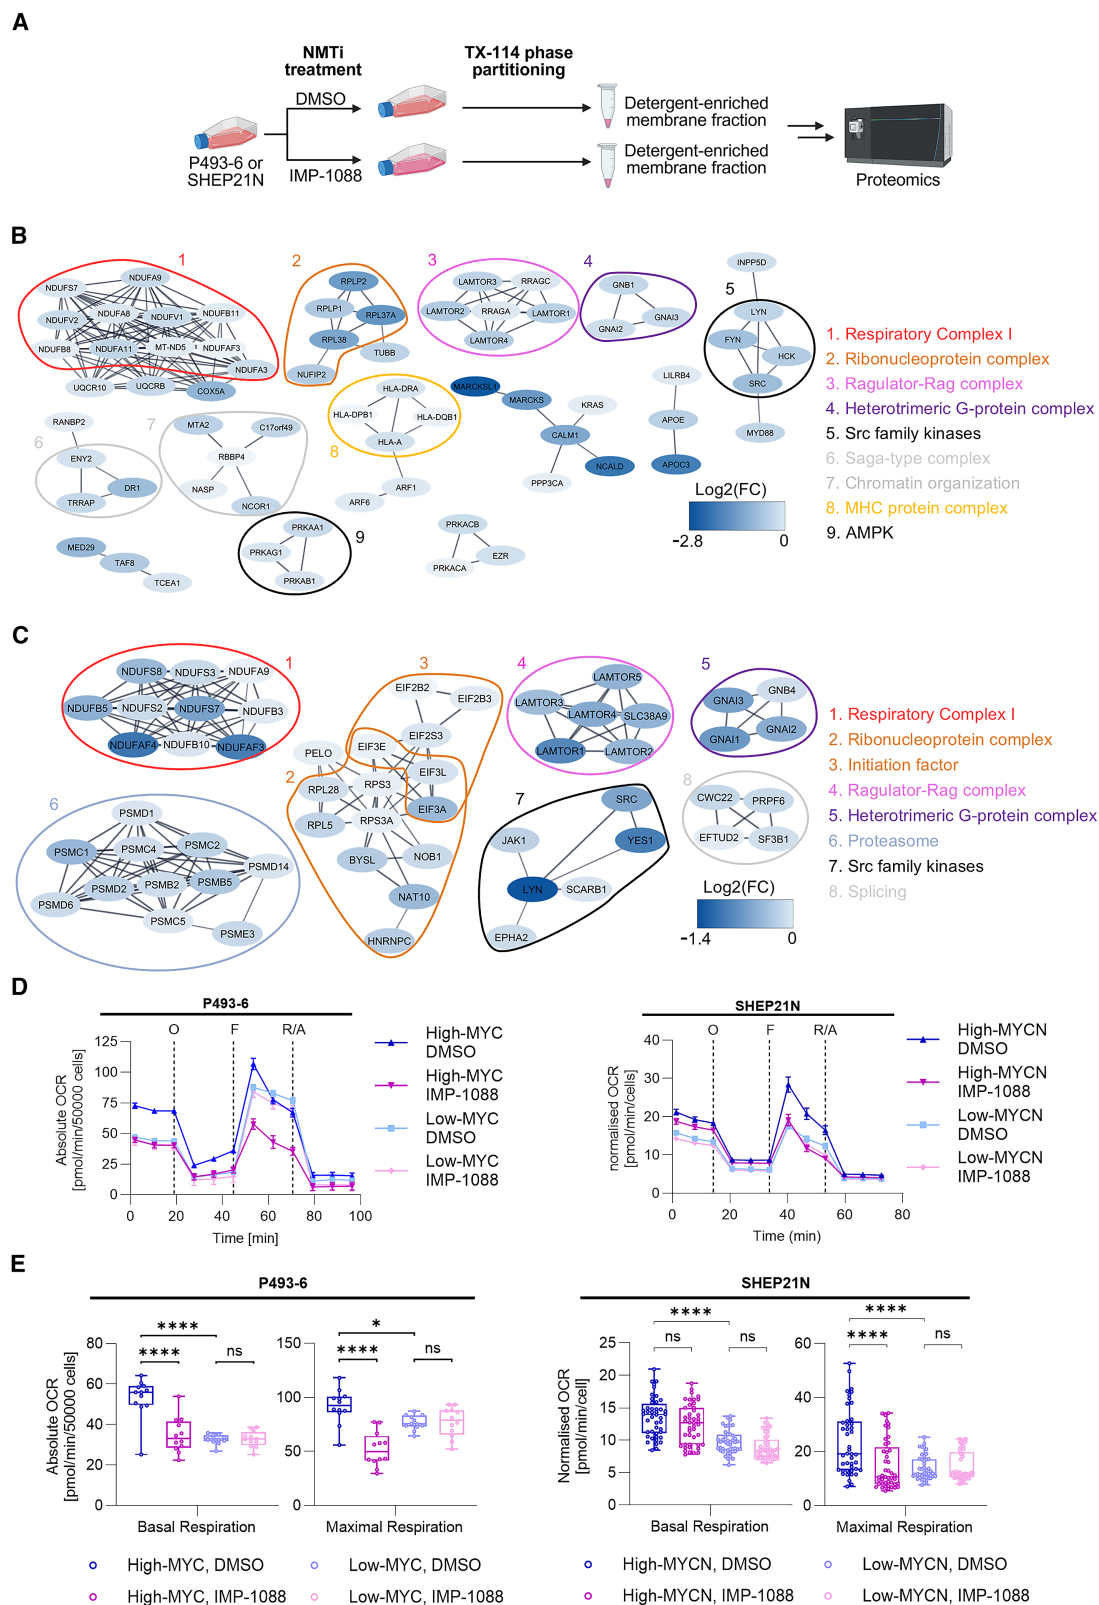 A
NMTi
treatment
TX-114 phase
partitioning
DMSO
Detergent-enriched
membrane fraction
P493-6 or
SHEP21N
IMP-1088
Detergent-enriched
membrane fraction
Proteomics
B
1
NDUFA9
NDUFS7
NDUFV2
NDUFA8
NDUFV1
NDUFB11
NDUFB8
NDUFA11
MT-ND5
NDUFAF3
NDUFA3
UQCR10
UQCRB
COX5A
2
RPLP2
RPLP1
RPL37A
RPL38
TUBB
NUFIP2
3
LAMTOR3
RRAGC
LAMTOR2
RRAGA
LAMTOR1
LAMTOR4
4
GNB1
GNAI2
GNAI3
INPP5D
5
LYN
FYN
HCK
SRC
MYD88
RANBP2
6
ENY2
DR1
TRRAP
7
MTA2
C17orf49
RBBP4
NASP
NCOR1
HLA-DRA
HLA-DPB1
HLA-DQB1
HLA-A
8
ARF1
ARF6
MARCKSL1
MARCKS
KRAS
CALM1
NCALD
PPP3CA
LILRB4
APOE
APOC3
MED29
TAF8
TCEA1
PRKAA1
9
PRKAG1
PRKAB1
PRKACB
EZR
PRKACA
Log2(FC)
-2.8
0
1. Respiratory Complex I
2. Ribonucleoprotein complex
3. Ragulator-Rag complex
4. Heterotrimeric G-protein complex
5. Src family kinases
6. Saga-type complex
7. Chromatin organization
8. MHC protein complex
9. AMPK
C
1
NDUFS8
NDUFS3
NDUFA9
NDUFB5
NDUFS2
NDUFS7
NDUFB3
NDUFAF4
NDUFB10
NDUFAF3
3
EIF2B2
EIF2B3
EIF2S3
PELO
EIF3E
EIF3L
2
RPL28
RPS3
EIF3A
RPL5
RPS3A
BYSL
NOB1
NAT10
HNRNPC
4
LAMTOR5
LAMTOR3
LAMTOR4
SLC38A9
LAMTOR1
LAMTOR2
5
GNAI3
GNB4
GNAI1
GNAI2
6
PSMD1
PSMC1
PSMC4
PSMC2
PSMD14
PSMD2
PSMB2
PSMB5
PSMD6
PSMC5
PSME3
7
SRC
JAK1
YES1
LYN
SCARB1
EPHA2
8
CWC22
PRPF6
EFTUD2
SF3B1
Log2(FC)
-1.4
0
1. Respiratory Complex I
2. Ribonucleoprotein complex
3. Initiation factor
4. Ragulator-Rag complex
5. Heterotrimeric G-protein complex
6. Proteasome
7. Src family kinases
8. Splicing
D
P493-6
O
F
R/A
Absolute OCR
[pmol/min/50000 cells]
125
100
75
50
25
0
0
20
40
60
80
100
Time [min]
High-MYC
DMSO
High-MYC
IMP-1088
Low-MYC
DMSO
Low-MYC
IMP-1088
SHEP21N
O
F
R/A
normalised OCR
[pmol/min/cells]
40
30
20
10
0
0
20
40
60
80
Time (min)
High-MYCN
DMSO
High-MYCN
IMP-1088
Low-MYCN
DMSO
Low-MYCN
IMP-1088
E
P493-6
Absolute OCR
[pmol/min/50000 cells]
80
60
40
20
0
****
****
ns
Basal Respiration
150
100
50
0
*
****
ns
Maximal Respiration
High-MYC, DMSO
Low-MYC, DMSO
High-MYC, IMP-1088
Low-MYC, IMP-1088
SHEP21N
Normalised OCR
[pmol/min/cell]
25
20
15
10
5
0
****
ns
ns
Basal Respiration
60
40
20
0
****
****
ns
Maximal Respiration
High-MYCN, DMSO
Low-MYCN, DMSO
High-MYCN, IMP-1088
Low-MYCN, IMP-1088